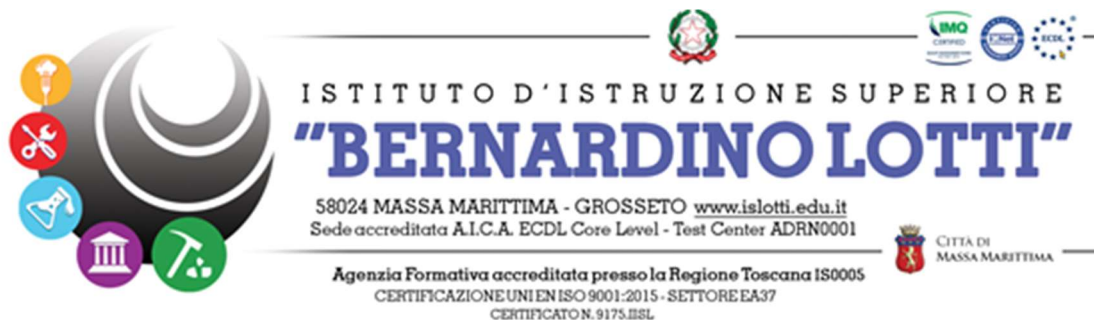 IMQ
CERTIFIED
ECDL
ISTITUTO D'ISTRUZIONE SUPERIORE
"BERNARDINO LOTTI"
58024 MASSA MARITTIMA - GROSSETO www.islotti.edu.it
Sede accreditata A.I.C.A. ECDL Core Level - Test Center ADRN0001
CITTÀ DI
MASSA MARITTIMA
Agenzia Formativa accreditata presso la Regione Toscana IS0005
CERTIFICAZIONE UNI EN ISO 9001:2015 - SETTORE EA37
CERTIFICATO N. 9175.IISL